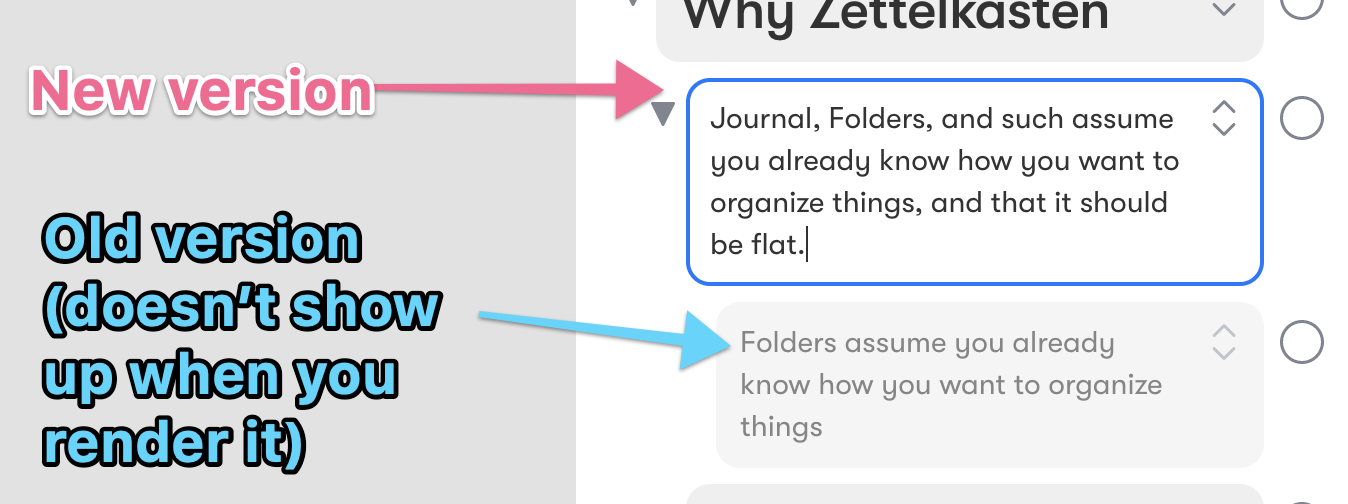 Why Zettelkasten
New version
Journal, Folders, and such assume
you already know how you want to
organize things, and that it should
be flat.
Old version
(doesn’t show
up when you
render it)
Folders assume you already
know how you want to organize
things